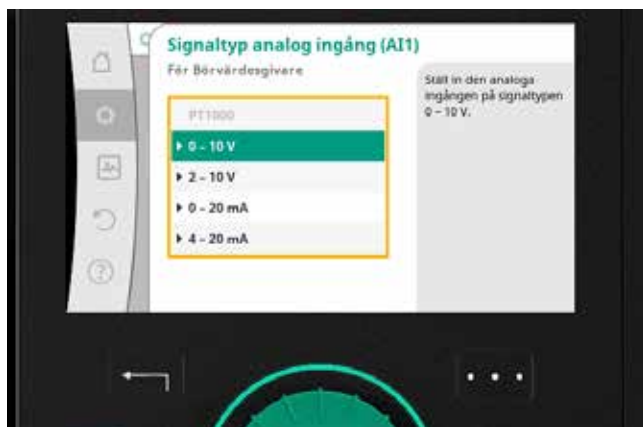 Signaltyp analog ingång (AI1)
För Börvärdesgivare
PT1000
0 – 10 V
2 – 10 V
0 – 20 mA
4 – 20 mA
Ställ in den analoga
ingången på signaltypen
0 – 10 V.